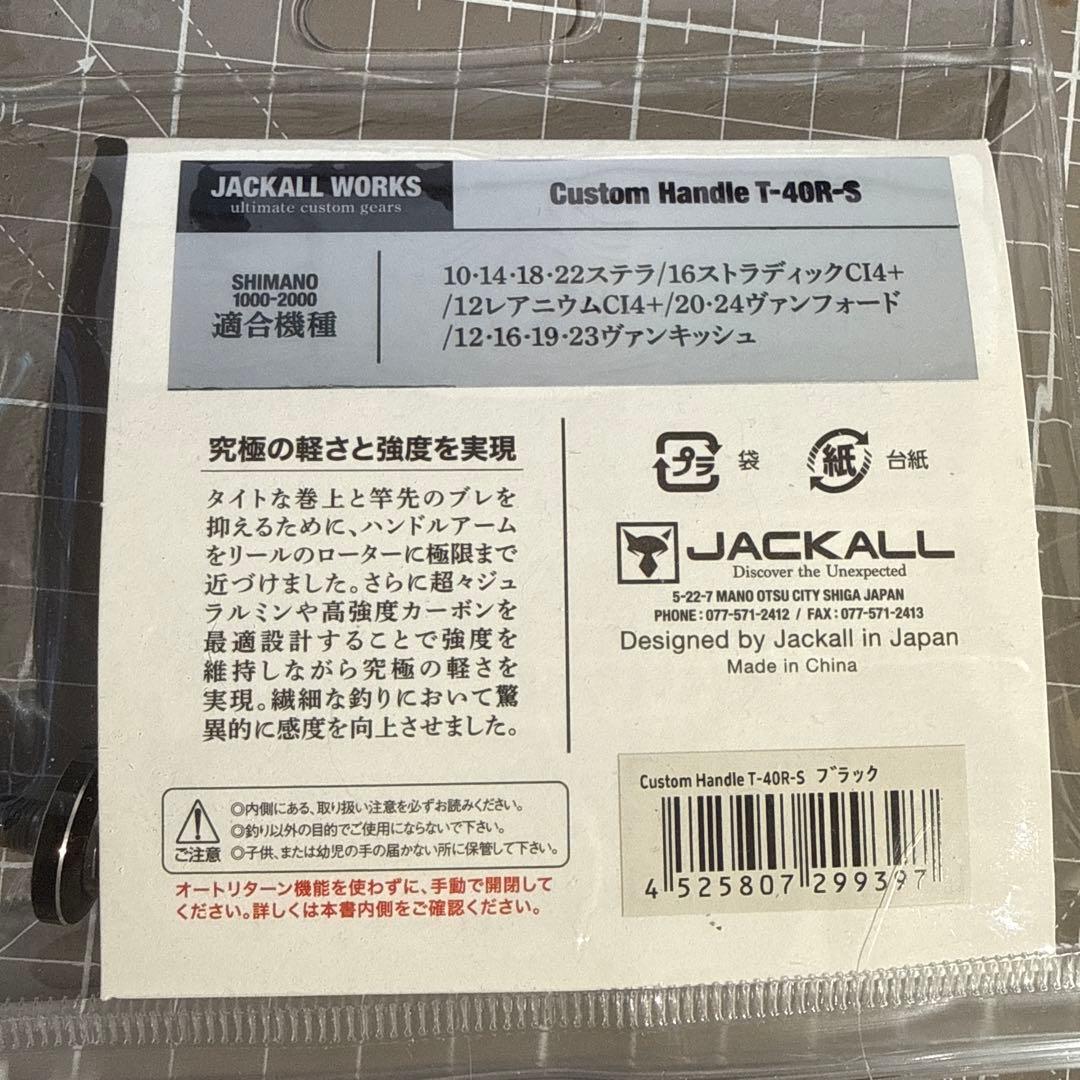 JACKALL WORKS
ultimate custom gears
Custom Handle T-40R-S
SHIMANO
1000-2000
適合機種
10・14・18・22ステラ/16ストラディックCI4+
/12レアニウムCI4+/20・24ヴァンフォード
/12・16・19・23ヴァンキッシュ
究極の軽さと強度を実現
タイトな巻上と竿先のブレを
抑えるために、ハンドルアーム
をリールのローターに極限まで
近づけました。さらに超々ジュ
ラルミンや高強度カーボンを
最適設計することで強度を
維持しながら究極の軽さを
実現。繊細な釣りにおいて驚
異的に感度を向上させました。
プラ 袋
紙 台紙
JACKALL
Discover the Unexpected
5-22-7 MANO OTSU CITY SHIGA JAPAN
PHONE : 077-571-2412 / FAX : 077-571-2413
Designed by Jackall in Japan
Made in China
ご注意
◎内側にある、取り扱い注意を必ずお読みください。
◎釣り以外の目的でご使用にならないで下さい。
◎子供、または幼児の手の届かない所に保管して下さい。
オートリターン機能を使わずに、手動で開閉して
ください。詳しくは本書内側をご確認ください。
Custom Handle T-40R-S ブラック
4 525807 299397